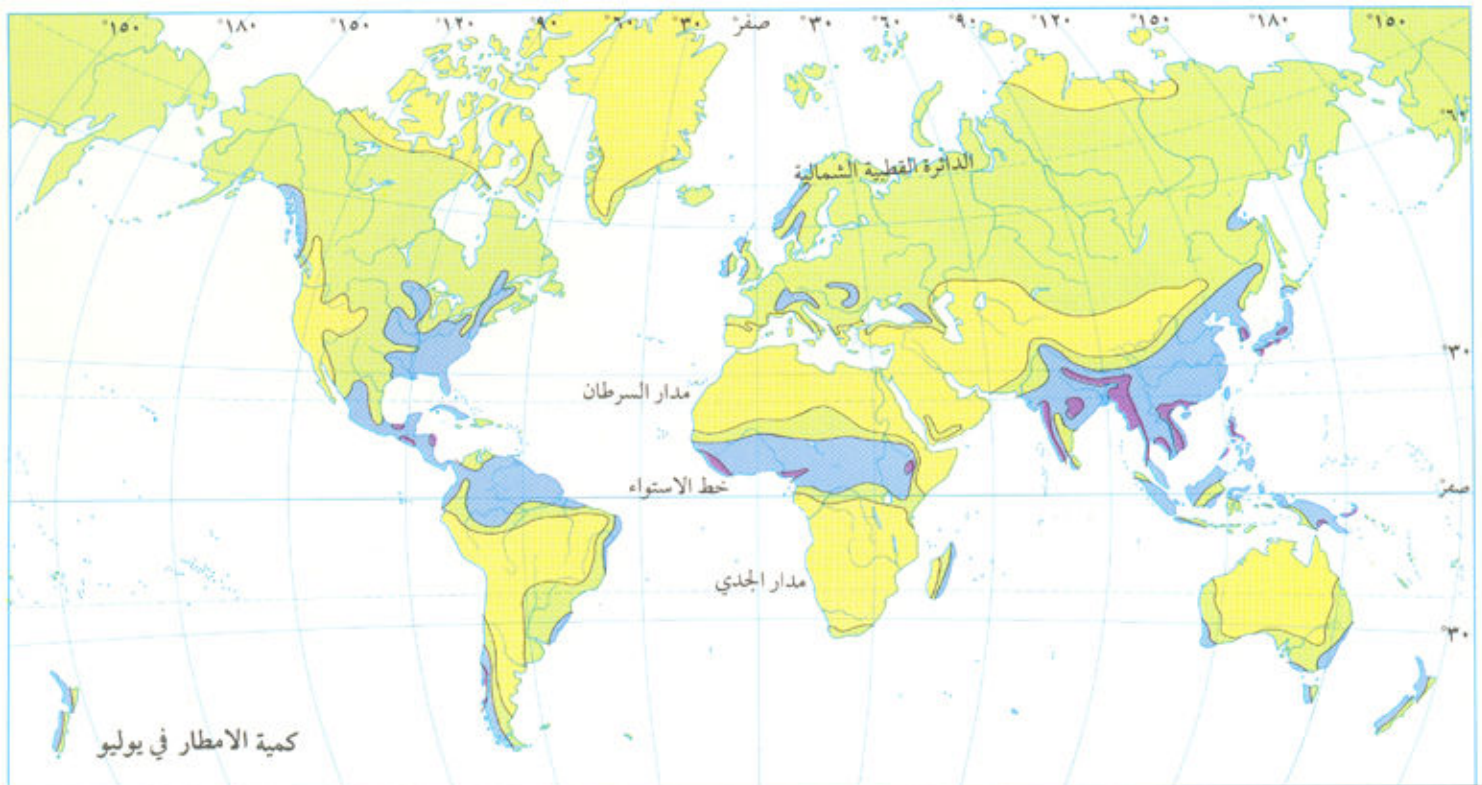 °١٥٠ °١٨٠ °١٥٠ °١٢٠ °٩٠ °٦٠ °٣٠ صفر °٣٠ °٦٠ °٩٠ °١٢٠ °١٥٠ °١٨٠ °١٥٠
°٦٠
الدائرة القطبية الشمالية
°٣٠
مدار السرطان
خط الاستواء
صفر
مدار الجدي
°٣٠
كمية الامطار في يوليو